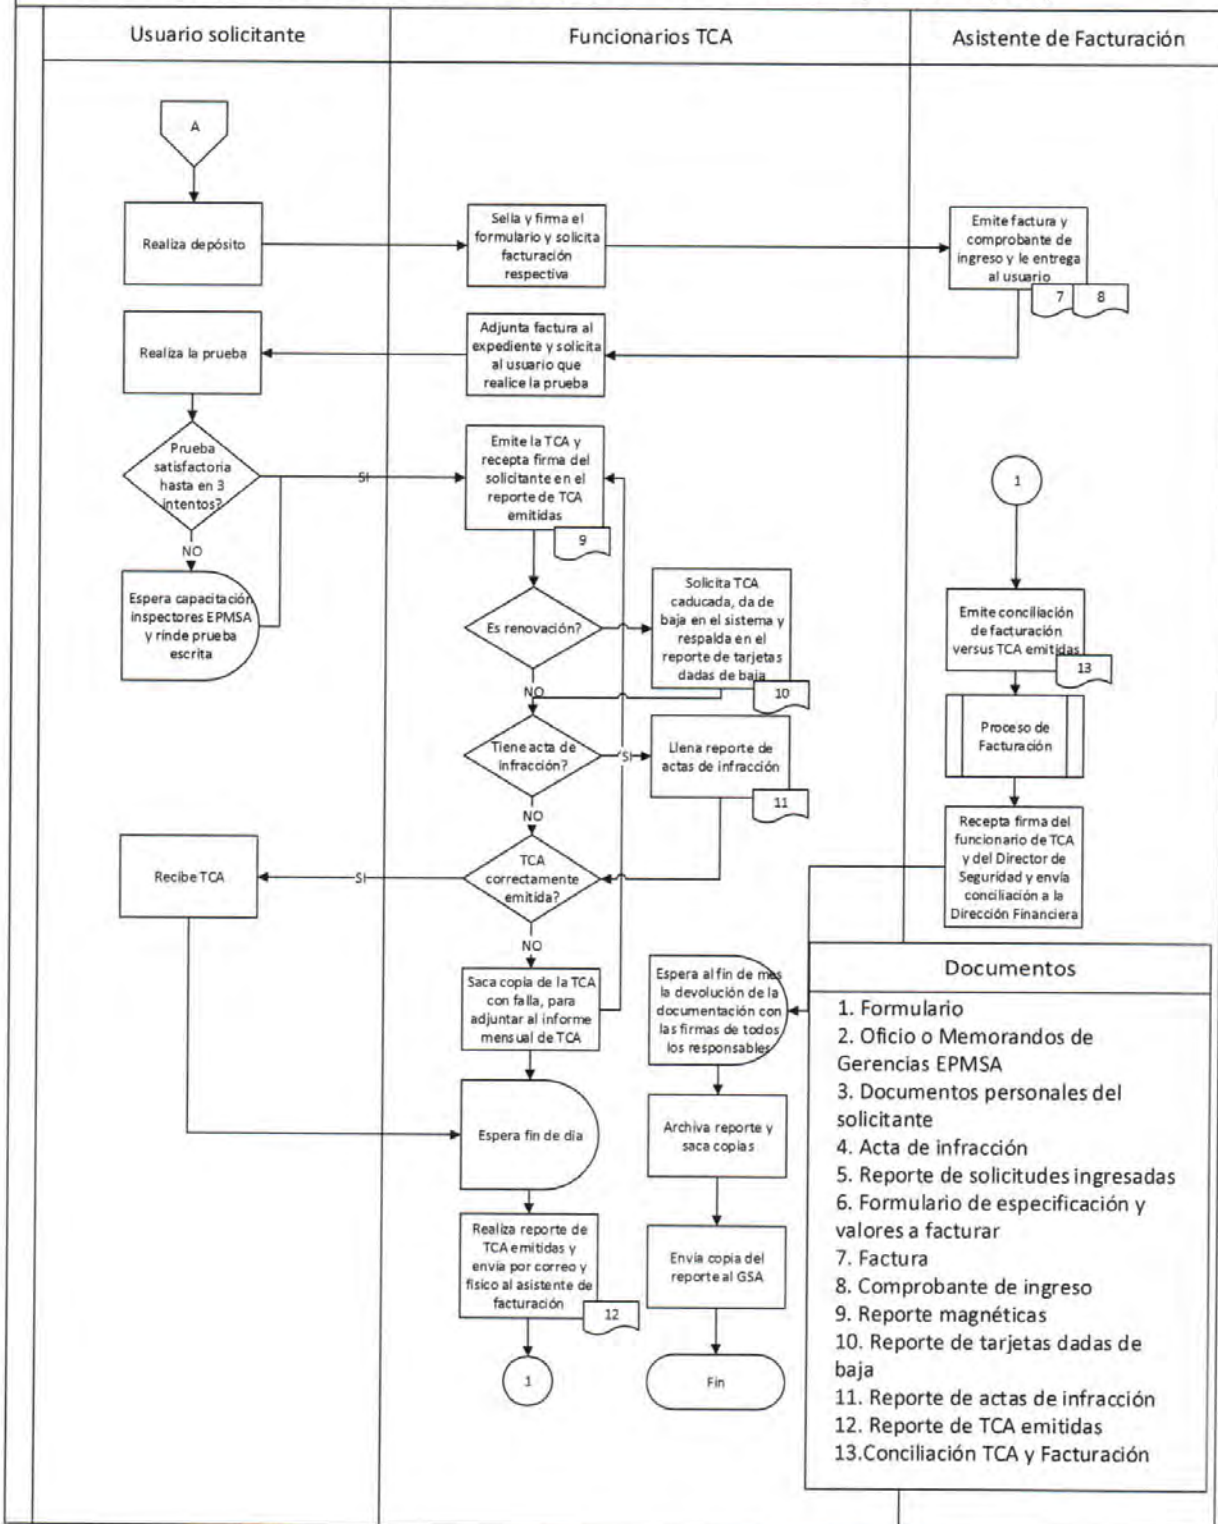 Usuario solicitante
Funcionarios TCA
Asistente de Facturación
A
Realiza depósito
Sella y firma el
formulario y solicita
facturación
respectiva
Emite factura y
comprobante de
ingreso y le entrega
al usuario
7
8
Realiza la prueba
Adjunta factura al
expediente y solicita
al usuario que
realice la prueba
Prueba
satisfactoria
hasta en 3
intentos?
SI
NO
Emite la TCA y
recepta firma del
solicitante en el
reporte de TCA
emitidas
9
1
Espera capacitación
inspectores EPMSA
y rinde prueba
escrita
Es renovación?
NO
Solicita TCA
caducada, da de
baja en el sistema y
respalda en el
reporte de tarjetas
dadas de baja
10
Emite conciliación
de facturación
versus TCA emitidas
13
Tiene acta de
infracción?
SI
NO
Llena reporte de
actas de infracción
11
Proceso de
Facturación
Recibe TCA
SI
TCA
correctamente
emitida?
NO
Recepta firma del
funcionario de TCA
y del Director de
Seguridad y envía
conciliación a la
Dirección Financiera
Saca copia de la TCA
con falla, para
adjuntar al informe
mensual de TCA
Espera al fin de mes
la devolución de la
documentación con
las firmas de todos
los responsables
Espera fin de día
Archiva reporte y
saca copias
Realiza reporte de
TCA emitidas y
envía por correo y
físico al asistente de
facturación
12
Envía copia del
reporte al GSA
1
Fin
Documentos
1. Formulario
2. Oficio o Memorandos de
Gerencias EPMSA
3. Documentos personales del
solicitante
4. Acta de infracción
5. Reporte de solicitudes ingresadas
6. Formulario de especificación y
valores a facturar
7. Factura
8. Comprobante de ingreso
9. Reporte magnéticas
10. Reporte de tarjetas dadas de
baja
11. Reporte de actas de infracción
12. Reporte de TCA emitidas
13.Conciliación TCA y Facturación